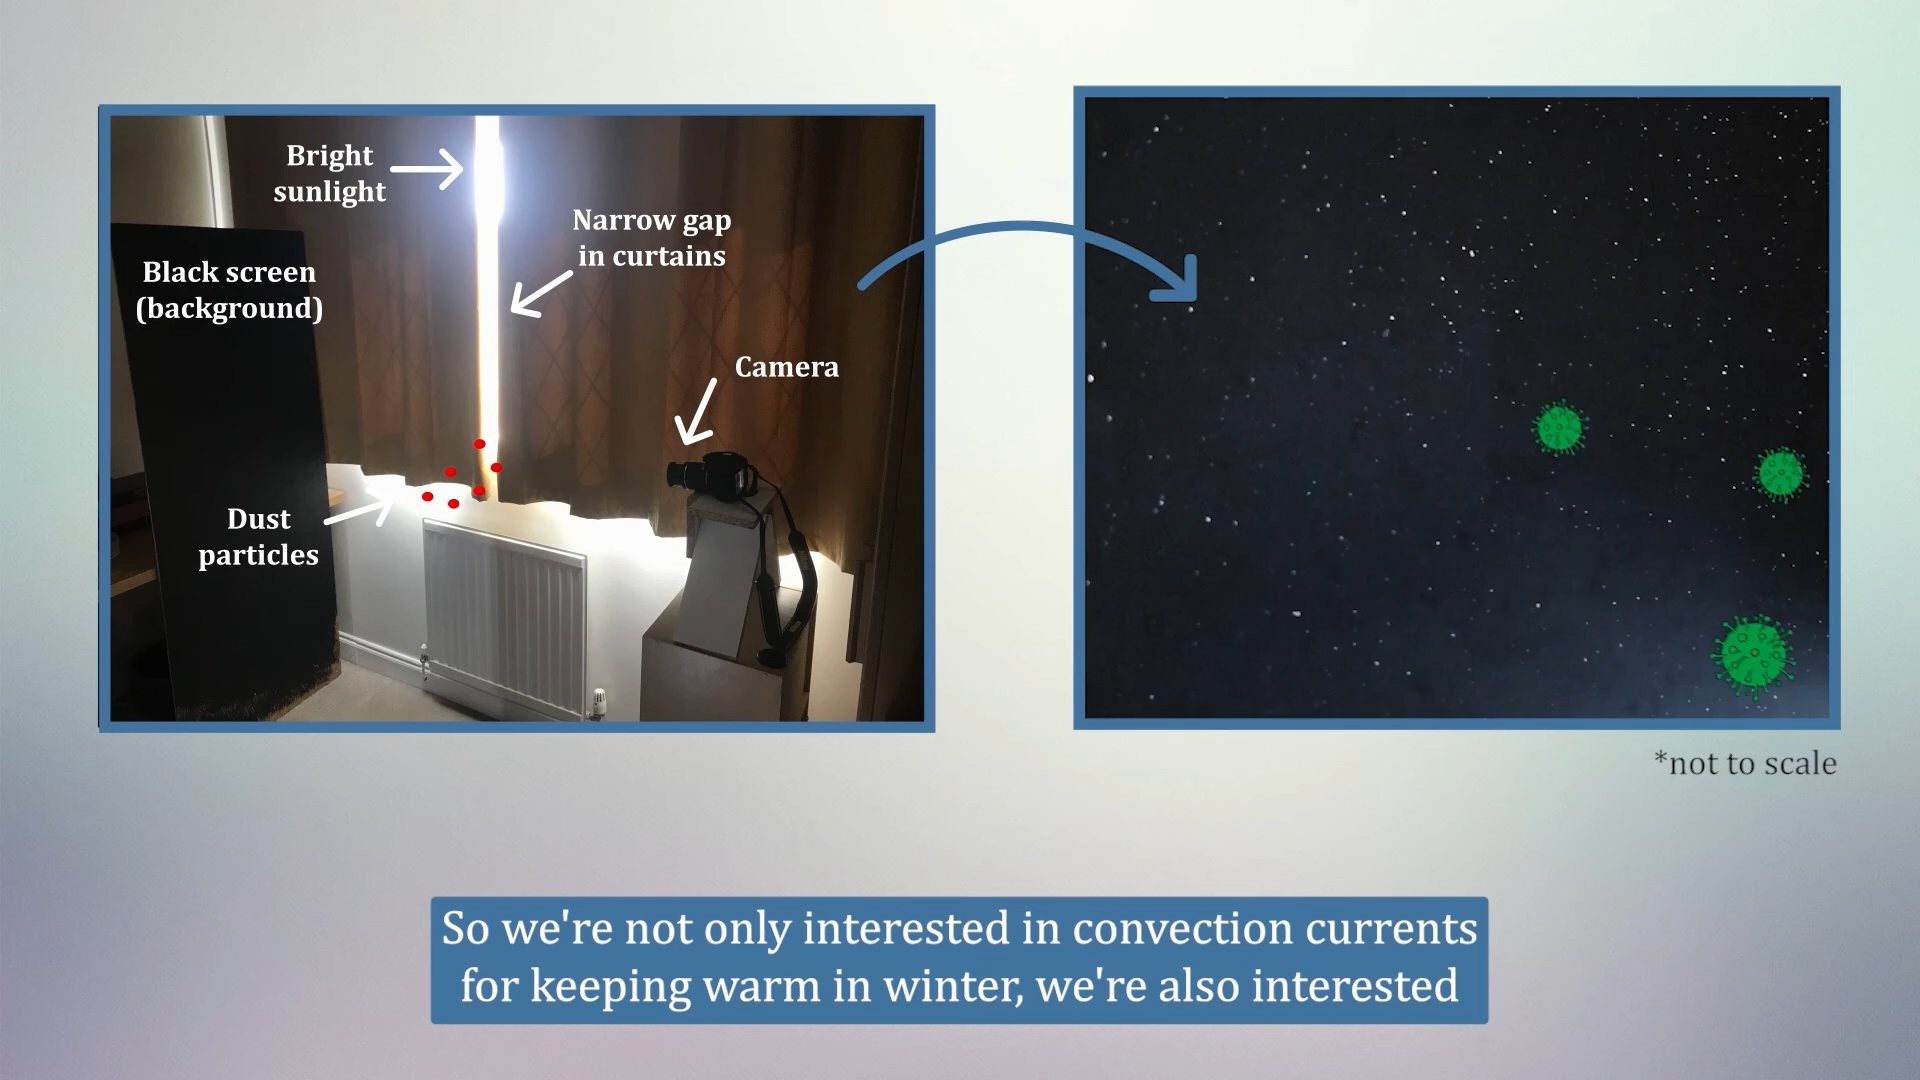 Bright
sunlight
Narrow gap
in curtains
Black screen
(background)
Camera
Dust
particles
*not to scale
So we're not only interested in convection currents
for keeping warm in winter, we're also interested